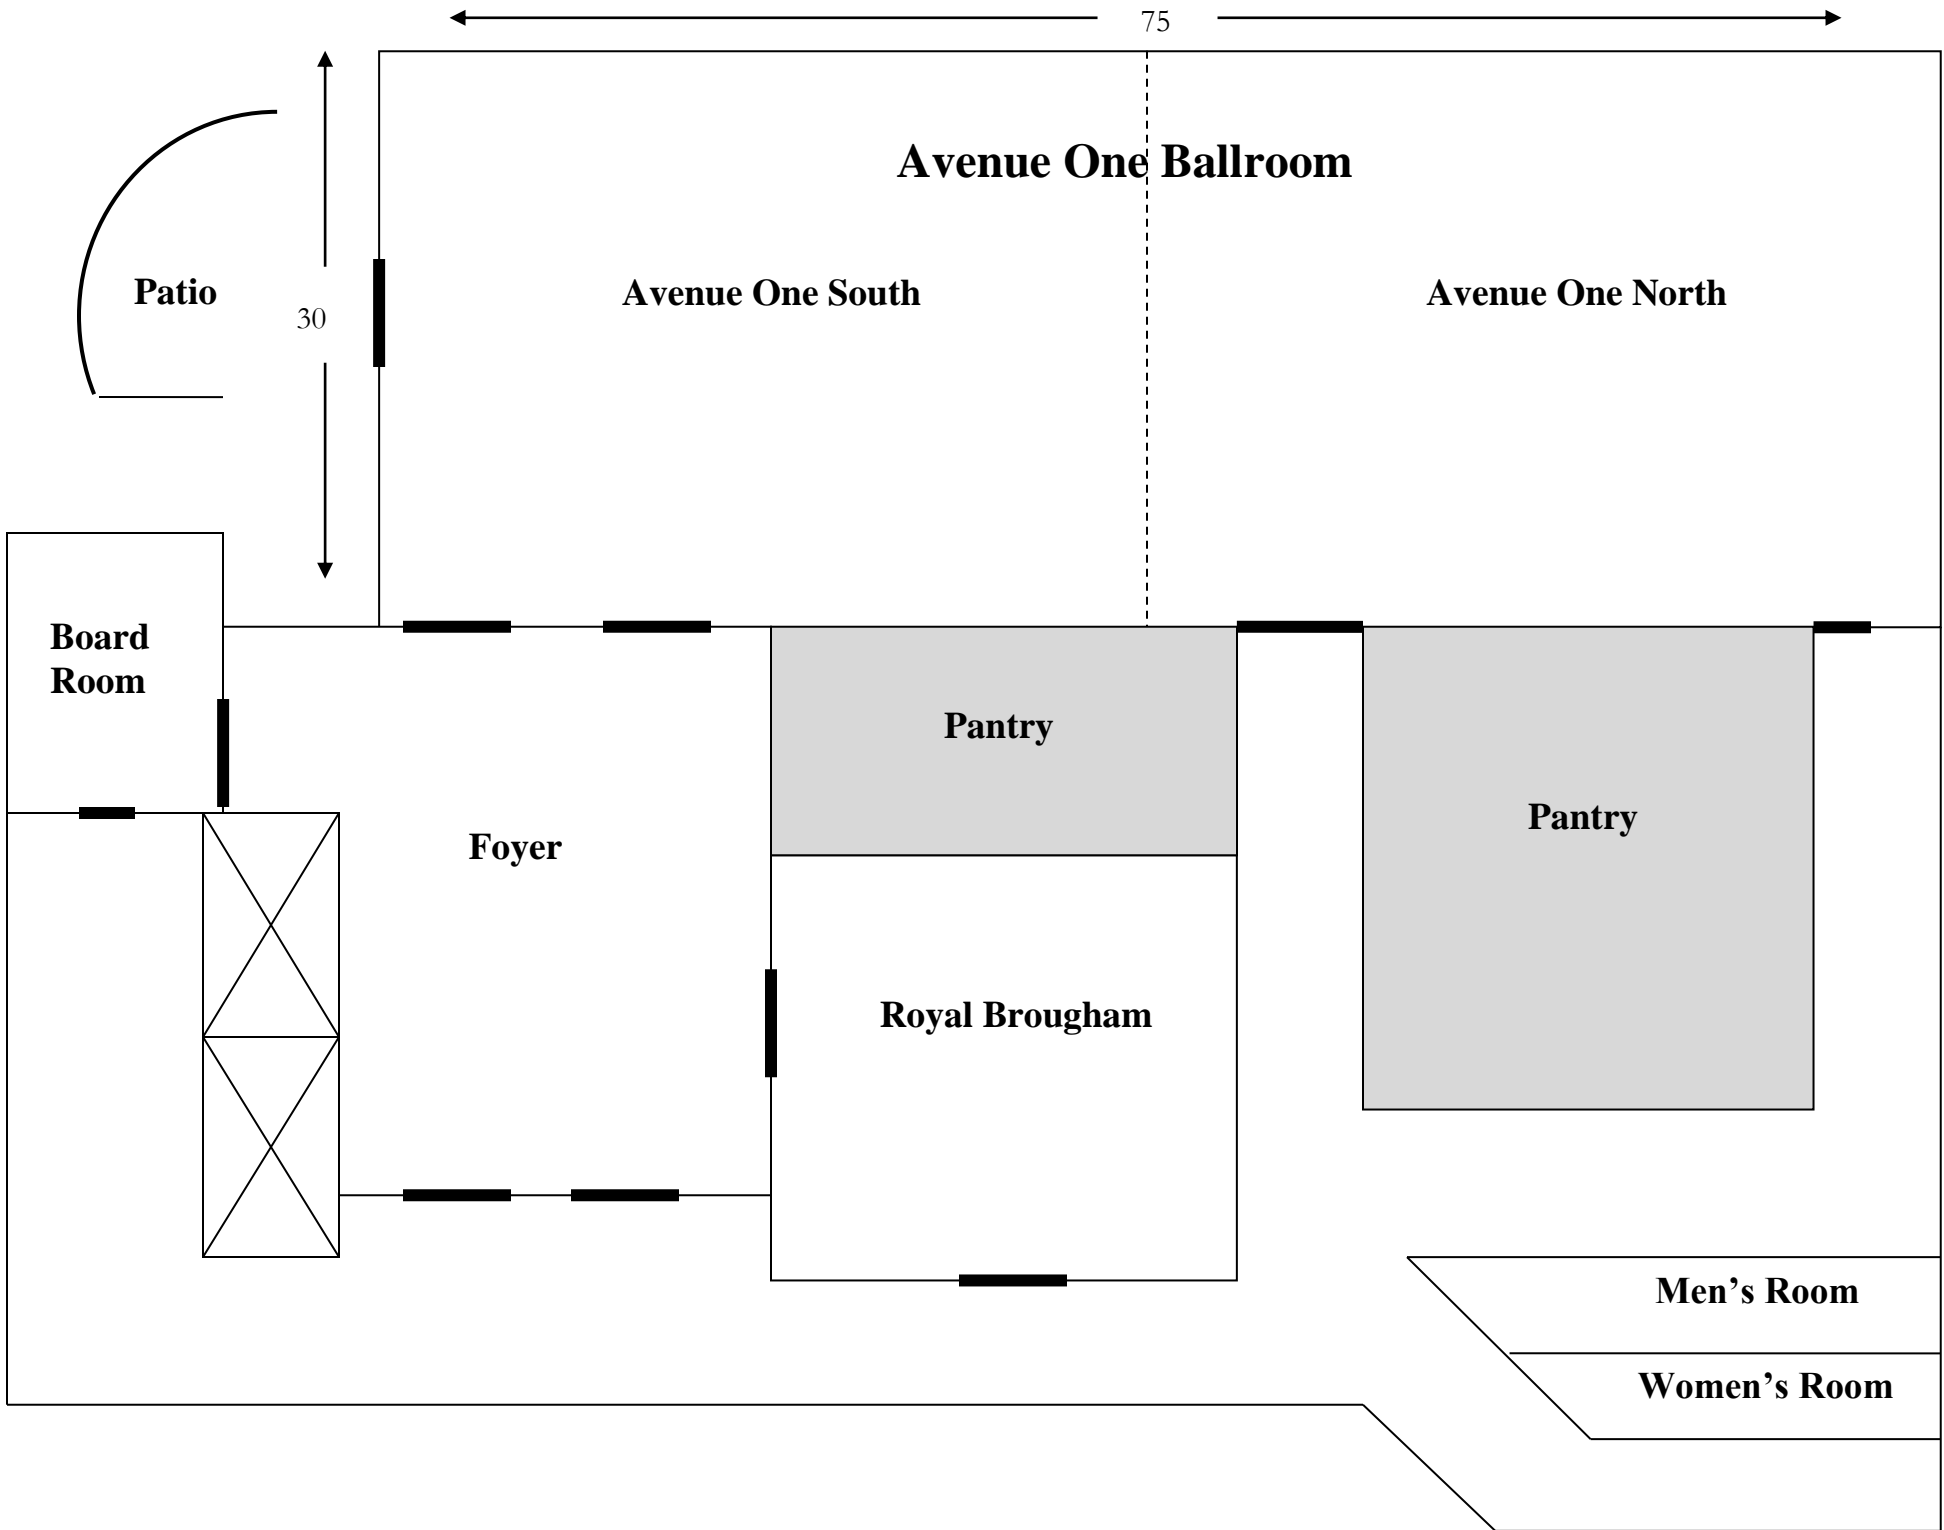 75
Avenue One Ballroom
Patio
Avenue One South
Avenue One North
30
Board
Room
Pantry
Pantry
Foyer
Royal Brougham
Men’s Room
Women’s Room